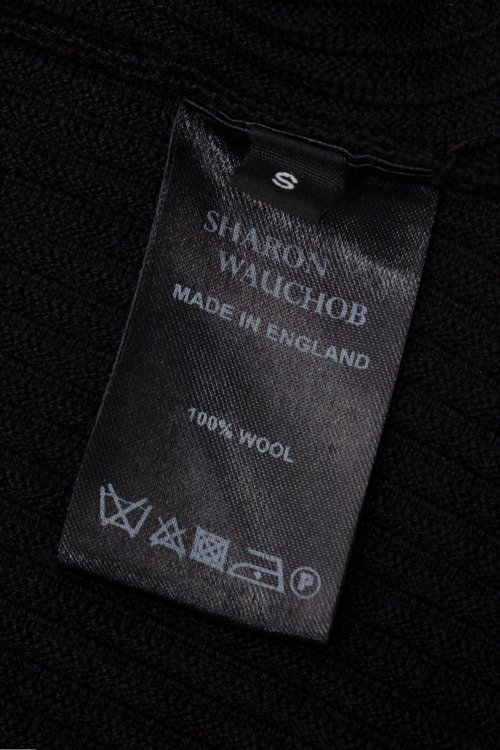 S
SHARON
WAUCHOB
MADE IN ENGLAND
100% WOOL
P